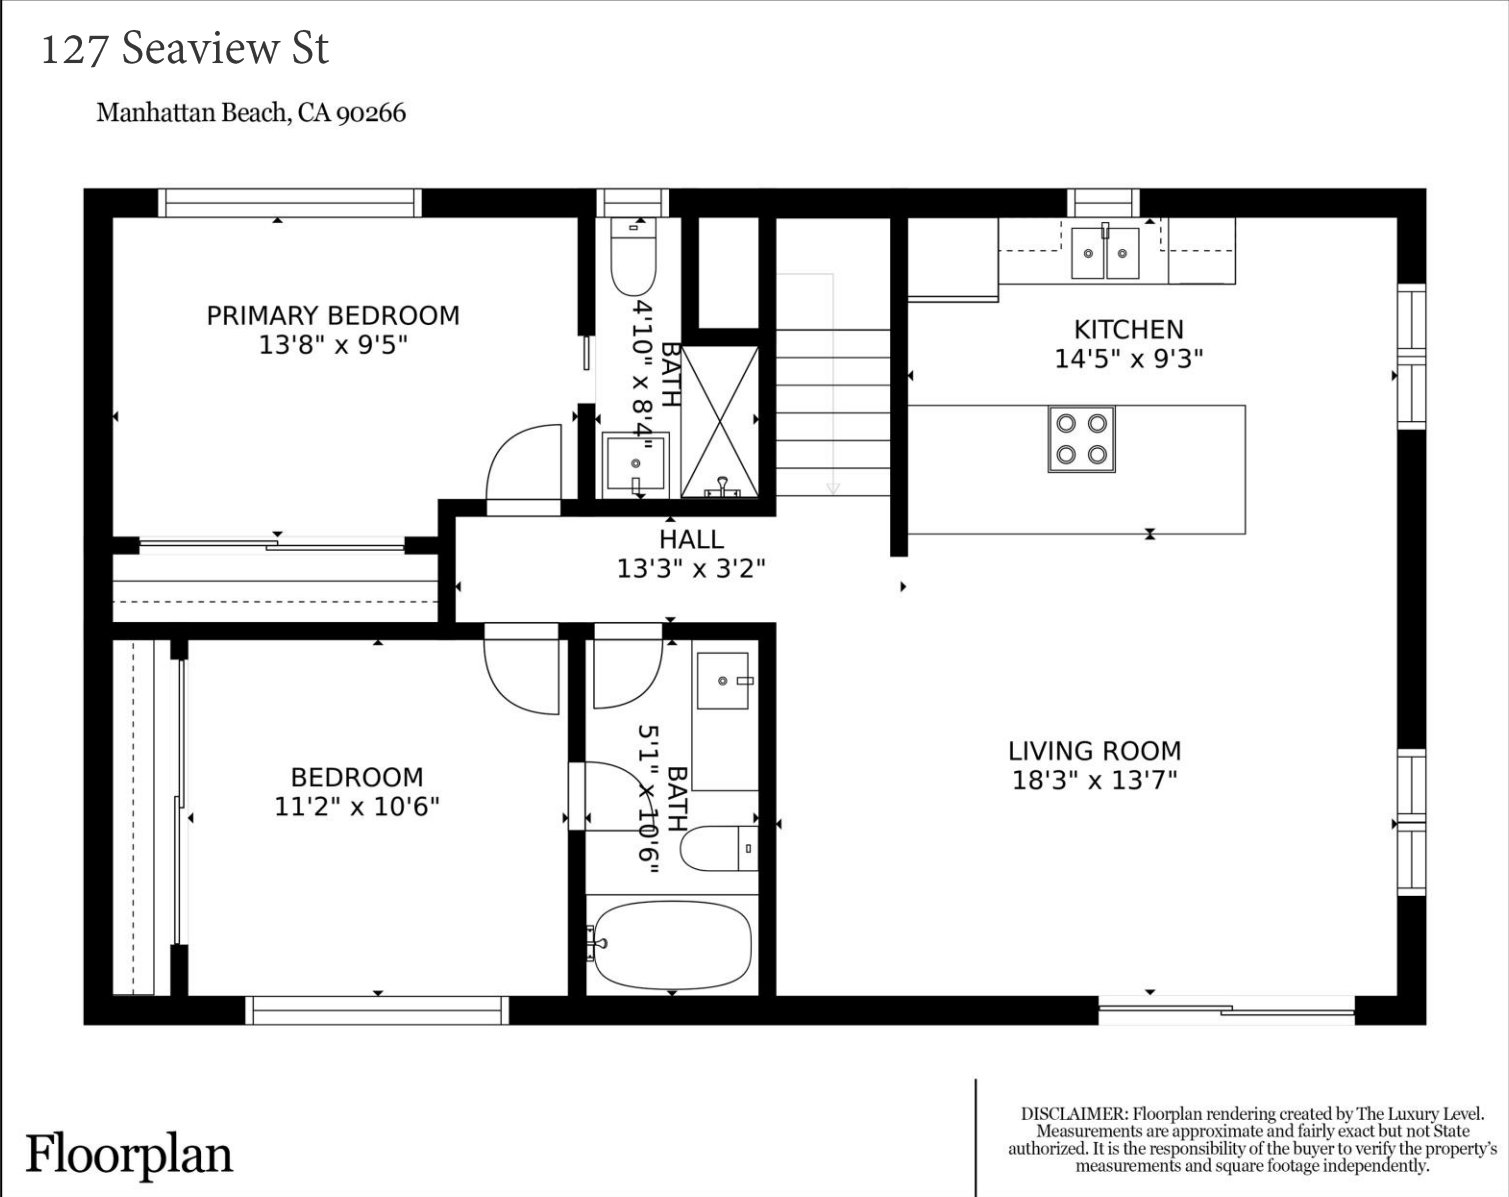 127 Seaview St
Manhattan Beach, CA 90266
PRIMARY BEDROOM
13'8" x 9'5"
BATH
4'10" x 8'4"
KITCHEN
14'5" x 9'3"
HALL
13'3" x 3'2"
BEDROOM
11'2" x 10'6"
BATH
5'1" x 10'6"
LIVING ROOM
18'3" x 13'7"
Floorplan
DISCLAIMER: Floorplan rendering created by The Luxury Level.
Measurements are approximate and fairly exact but not State
authorized. It is the responsibility of the buyer to verify the property's
measurements and square footage independently.